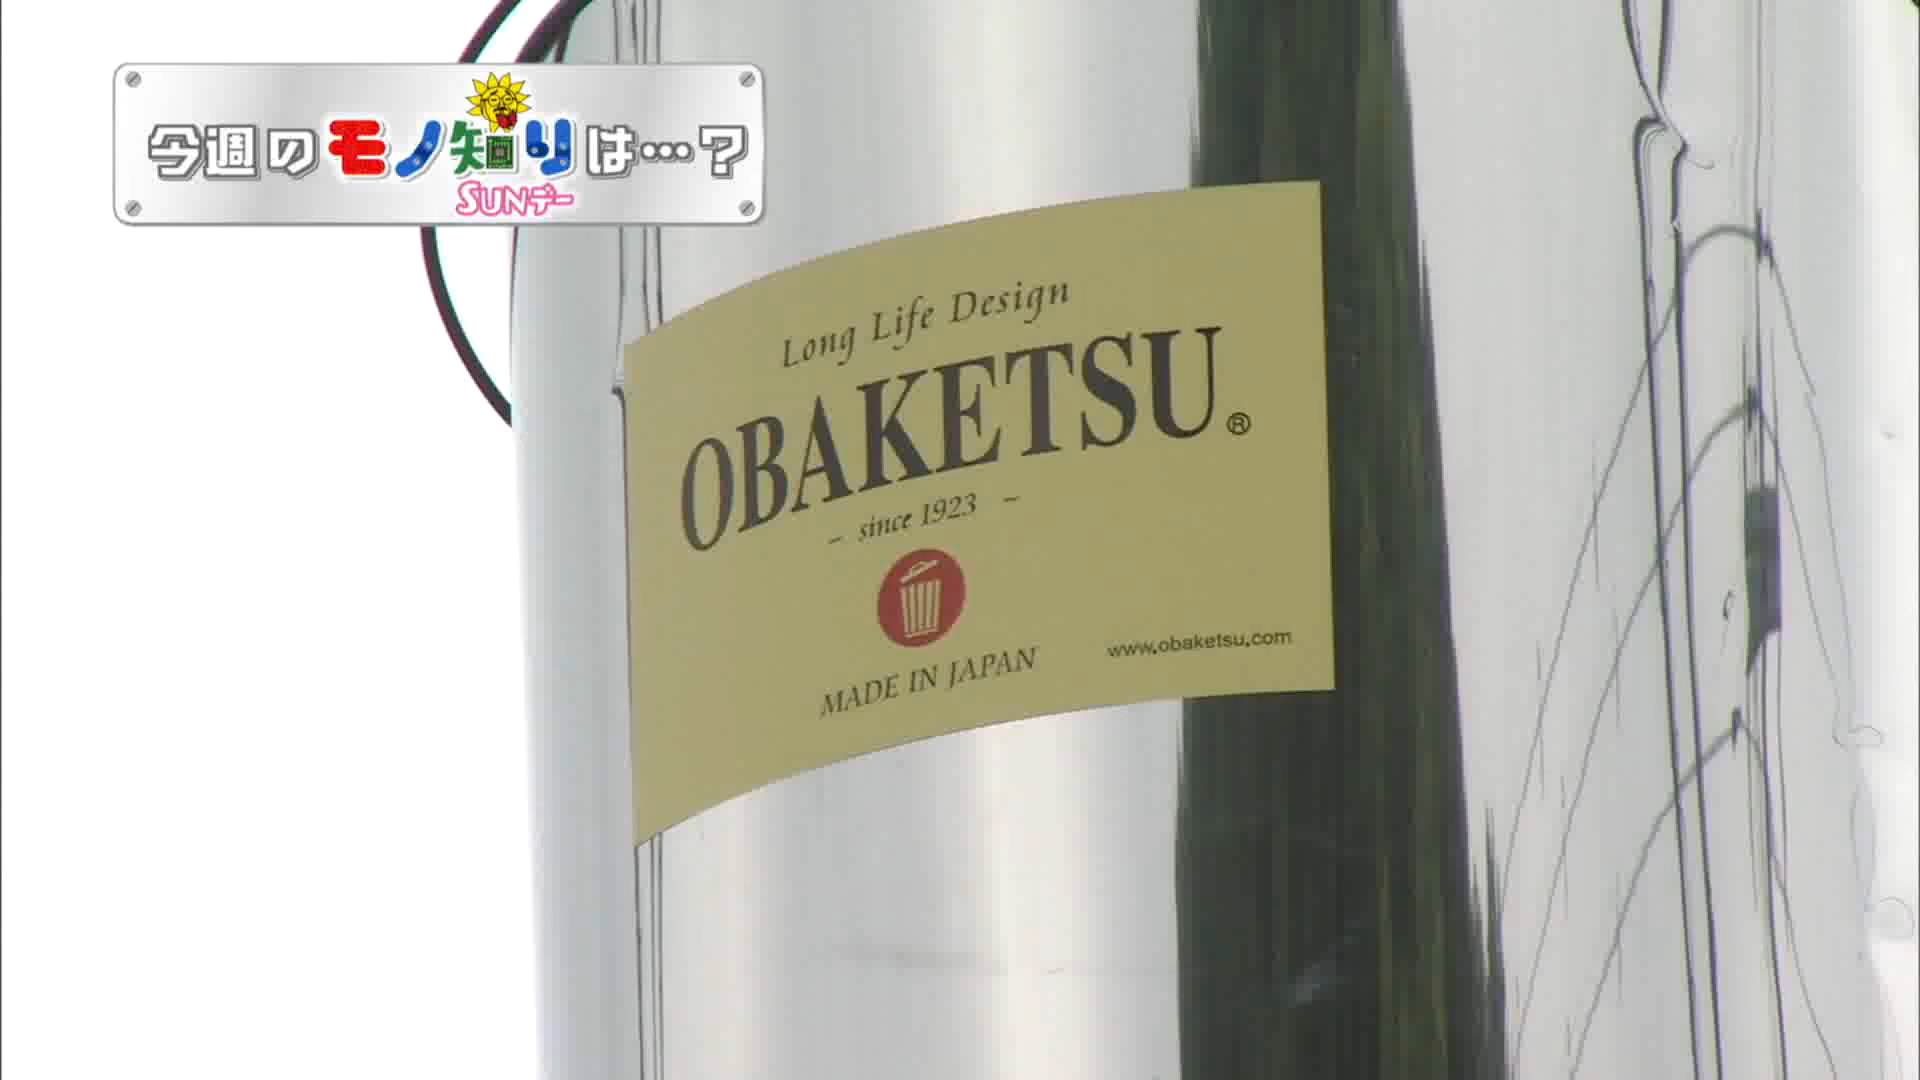 今週のモノ知りは…?
SUNデー
Long Life Design
OBAKETSU®
- since 1923 -
MADE IN JAPAN
www.obaketsu.com